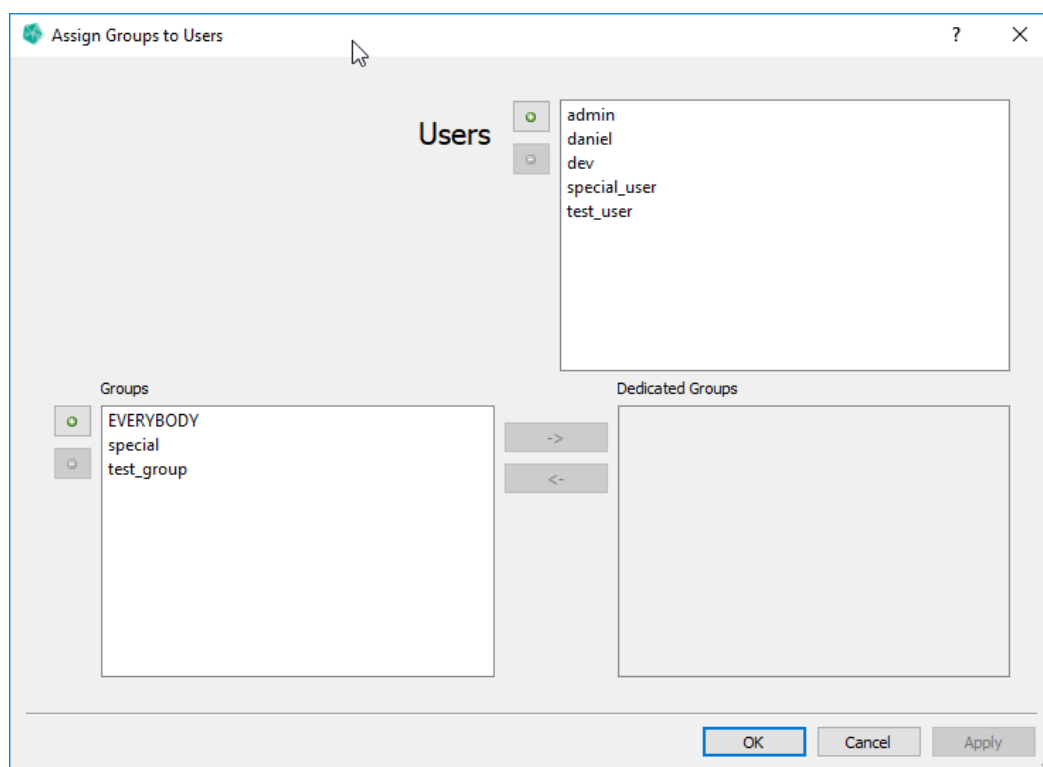 Assign Groups to Users
?
Users
admin
daniel
dev
special_user
test_user
Groups
Dedicated Groups
EVERYBODY
special
test_group
->
<-
OK
Cancel
Apply